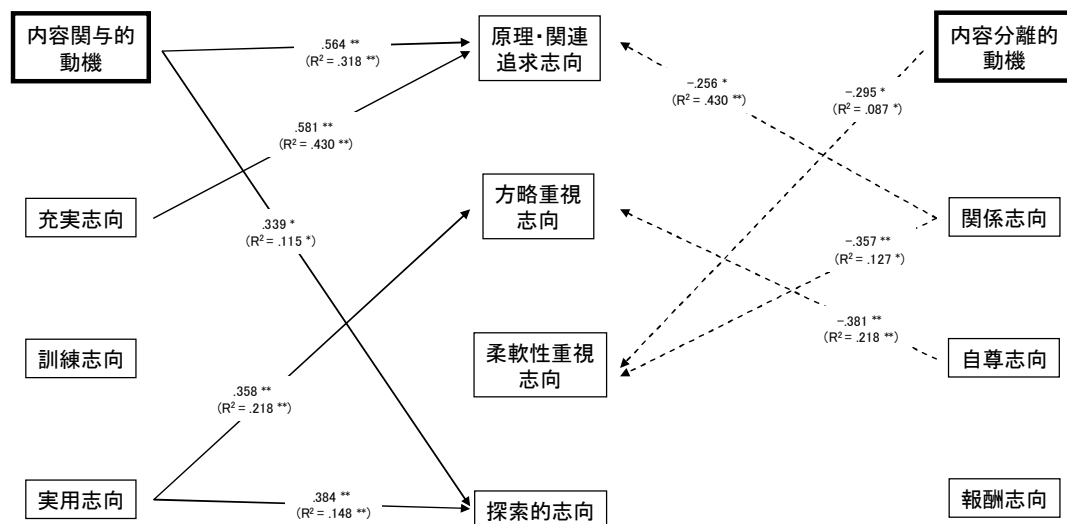 内容関与的
動機
.564 **
(R² = .318 **)
原理・関連
追求志向
内容分離的
動機
-.256 *
(R² = .430 **)
-.295 *
(R² = .087 *)
.581 **
(R² = .430 **)
充実志向
.339 *
(R² = .115 *)
方略重視
志向
関係志向
-.357 **
(R² = .127 *)
-.381 **
(R² = .218 **)
訓練志向
柔軟性重視
志向
自尊志向
.358 **
(R² = .218 **)
実用志向
.384 **
(R² = .148 **)
探索的志向
報酬志向